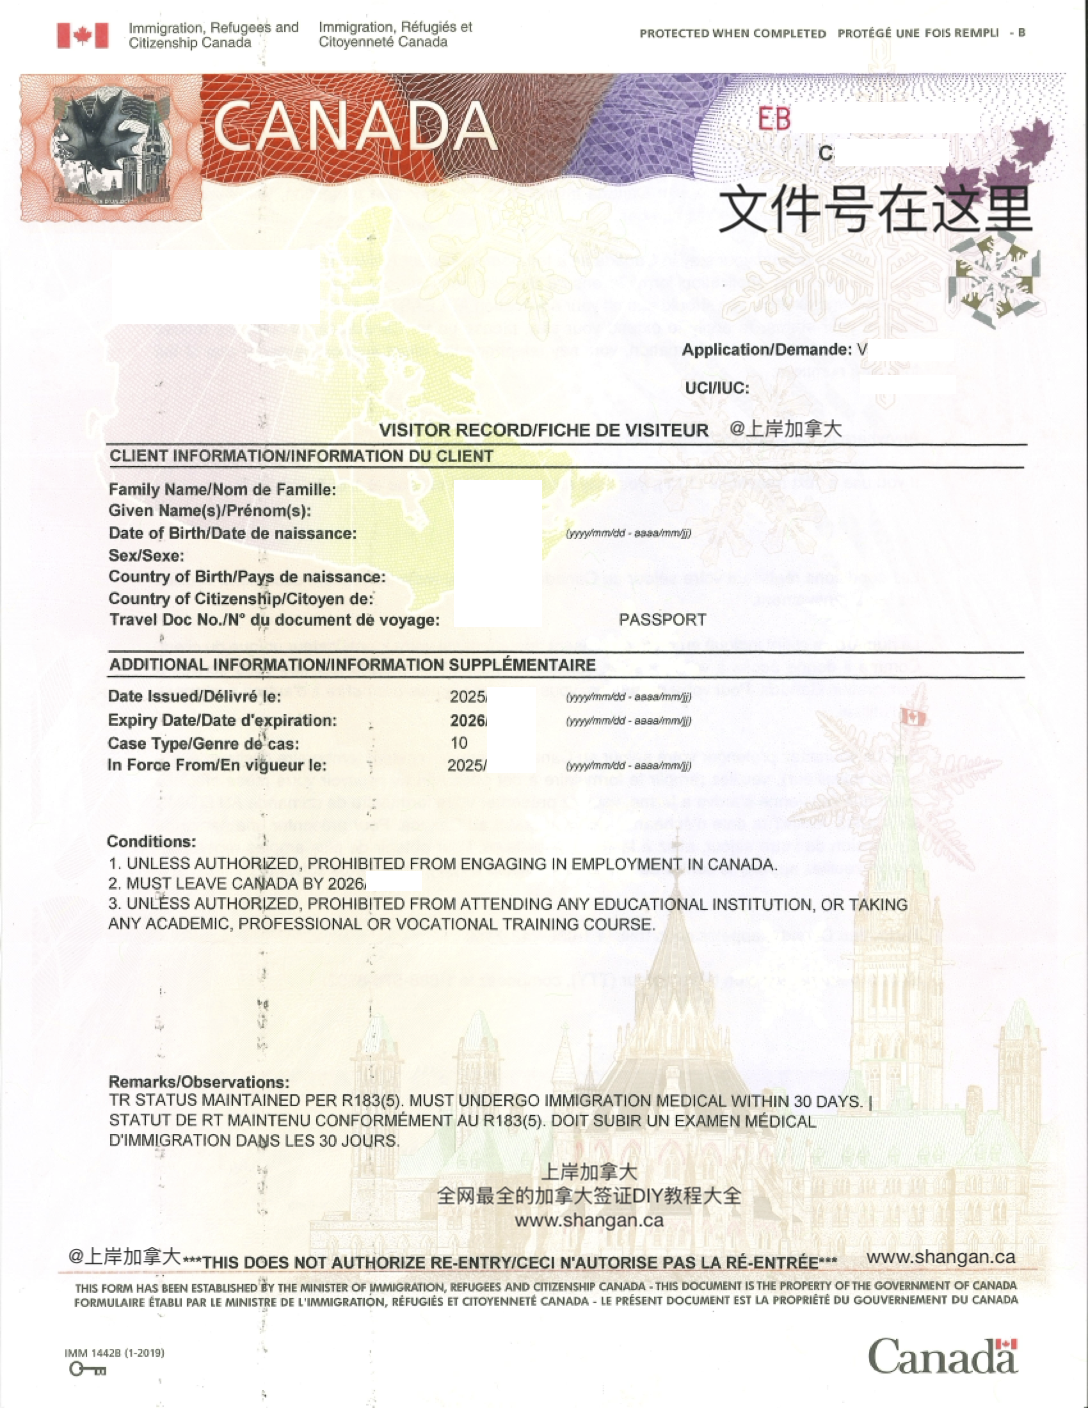 Immigration, Refugees and Citizenship Canada
Immigration, Réfugiés et Citoyenneté Canada
PROTECTED WHEN COMPLETED PROTÉGÉ UNE FOIS REMPLI - B
CANADA
EB
C
文件号在这里
Application/Demande: V
UCI/IUC:
VISITOR RECORD/FICHE DE VISITEUR @上岸加拿大
CLIENT INFORMATION/INFORMATION DU CLIENT
Family Name/Nom de Famille:
Given Name(s)/Prénom(s):
Date of Birth/Date de naissance: (yyyy/mm/dd - aaaa/mm/jj)
Sex/Sexe:
Country of Birth/Pays de naissance:
Country of Citizenship/Citoyen de:
Travel Doc No./N° du document de voyage: PASSPORT
ADDITIONAL INFORMATION/INFORMATION SUPPLÉMENTAIRE
Date Issued/Délivré le: 2025/ (yyyy/mm/dd - aaaa/mm/jj)
Expiry Date/Date d'expiration: 2026/ (yyyy/mm/dd - aaaa/mm/jj)
Case Type/Genre de cas: 10
In Force From/En vigueur le: 2025/ (yyyy/mm/dd - aaaa/mm/jj)
Conditions:
1. UNLESS AUTHORIZED, PROHIBITED FROM ENGAGING IN EMPLOYMENT IN CANADA.
2. MUST LEAVE CANADA BY 2026/
3. UNLESS AUTHORIZED, PROHIBITED FROM ATTENDING ANY EDUCATIONAL INSTITUTION, OR TAKING
ANY ACADEMIC, PROFESSIONAL OR VOCATIONAL TRAINING COURSE.
Remarks/Observations:
TR STATUS MAINTAINED PER R183(5). MUST UNDERGO IMMIGRATION MEDICAL WITHIN 30 DAYS. |
STATUT DE RT MAINTENU CONFORMÉMENT AU R183(5). DOIT SUBIR UN EXAMEN MÉDICAL
D'IMMIGRATION DANS LES 30 JOURS.
上岸加拿大
全网最全的加拿大签证DIY教程大全
www.shangan.ca
@上岸加拿大 ***THIS DOES NOT AUTHORIZE RE-ENTRY/CECI N'AUTORISE PAS LA RÉ-ENTRÉE*** www.shangan.ca
THIS FORM HAS BEEN ESTABLISHED BY THE MINISTER OF IMMIGRATION, REFUGEES AND CITIZENSHIP CANADA - THIS DOCUMENT IS THE PROPERTY OF THE GOVERNMENT OF CANADA
FORMULAIRE ÉTABLI PAR LE MINISTRE DE L'IMMIGRATION, RÉFUGIÉS ET CITOYENNETÉ CANADA - LE PRÉSENT DOCUMENT EST LA PROPRIÉTÉ DU GOUVERNEMENT DU CANADA
IMM 1442B (1-2019)
Canada